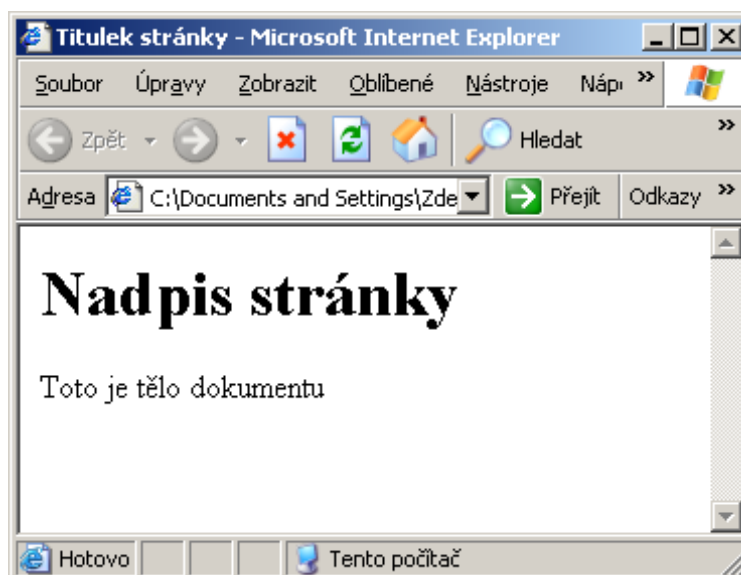 Titulek stránky - Microsoft Internet Explorer
Soubor Úpravy Zobrazit Oblíbené Nástroje Náp »
Zpět Hledat »
Adresa C:\Documents and Settings\Zde Přejít Odkazy »
Nadpis stránky
Toto je tělo dokumentu
Hotovo Tento počítač